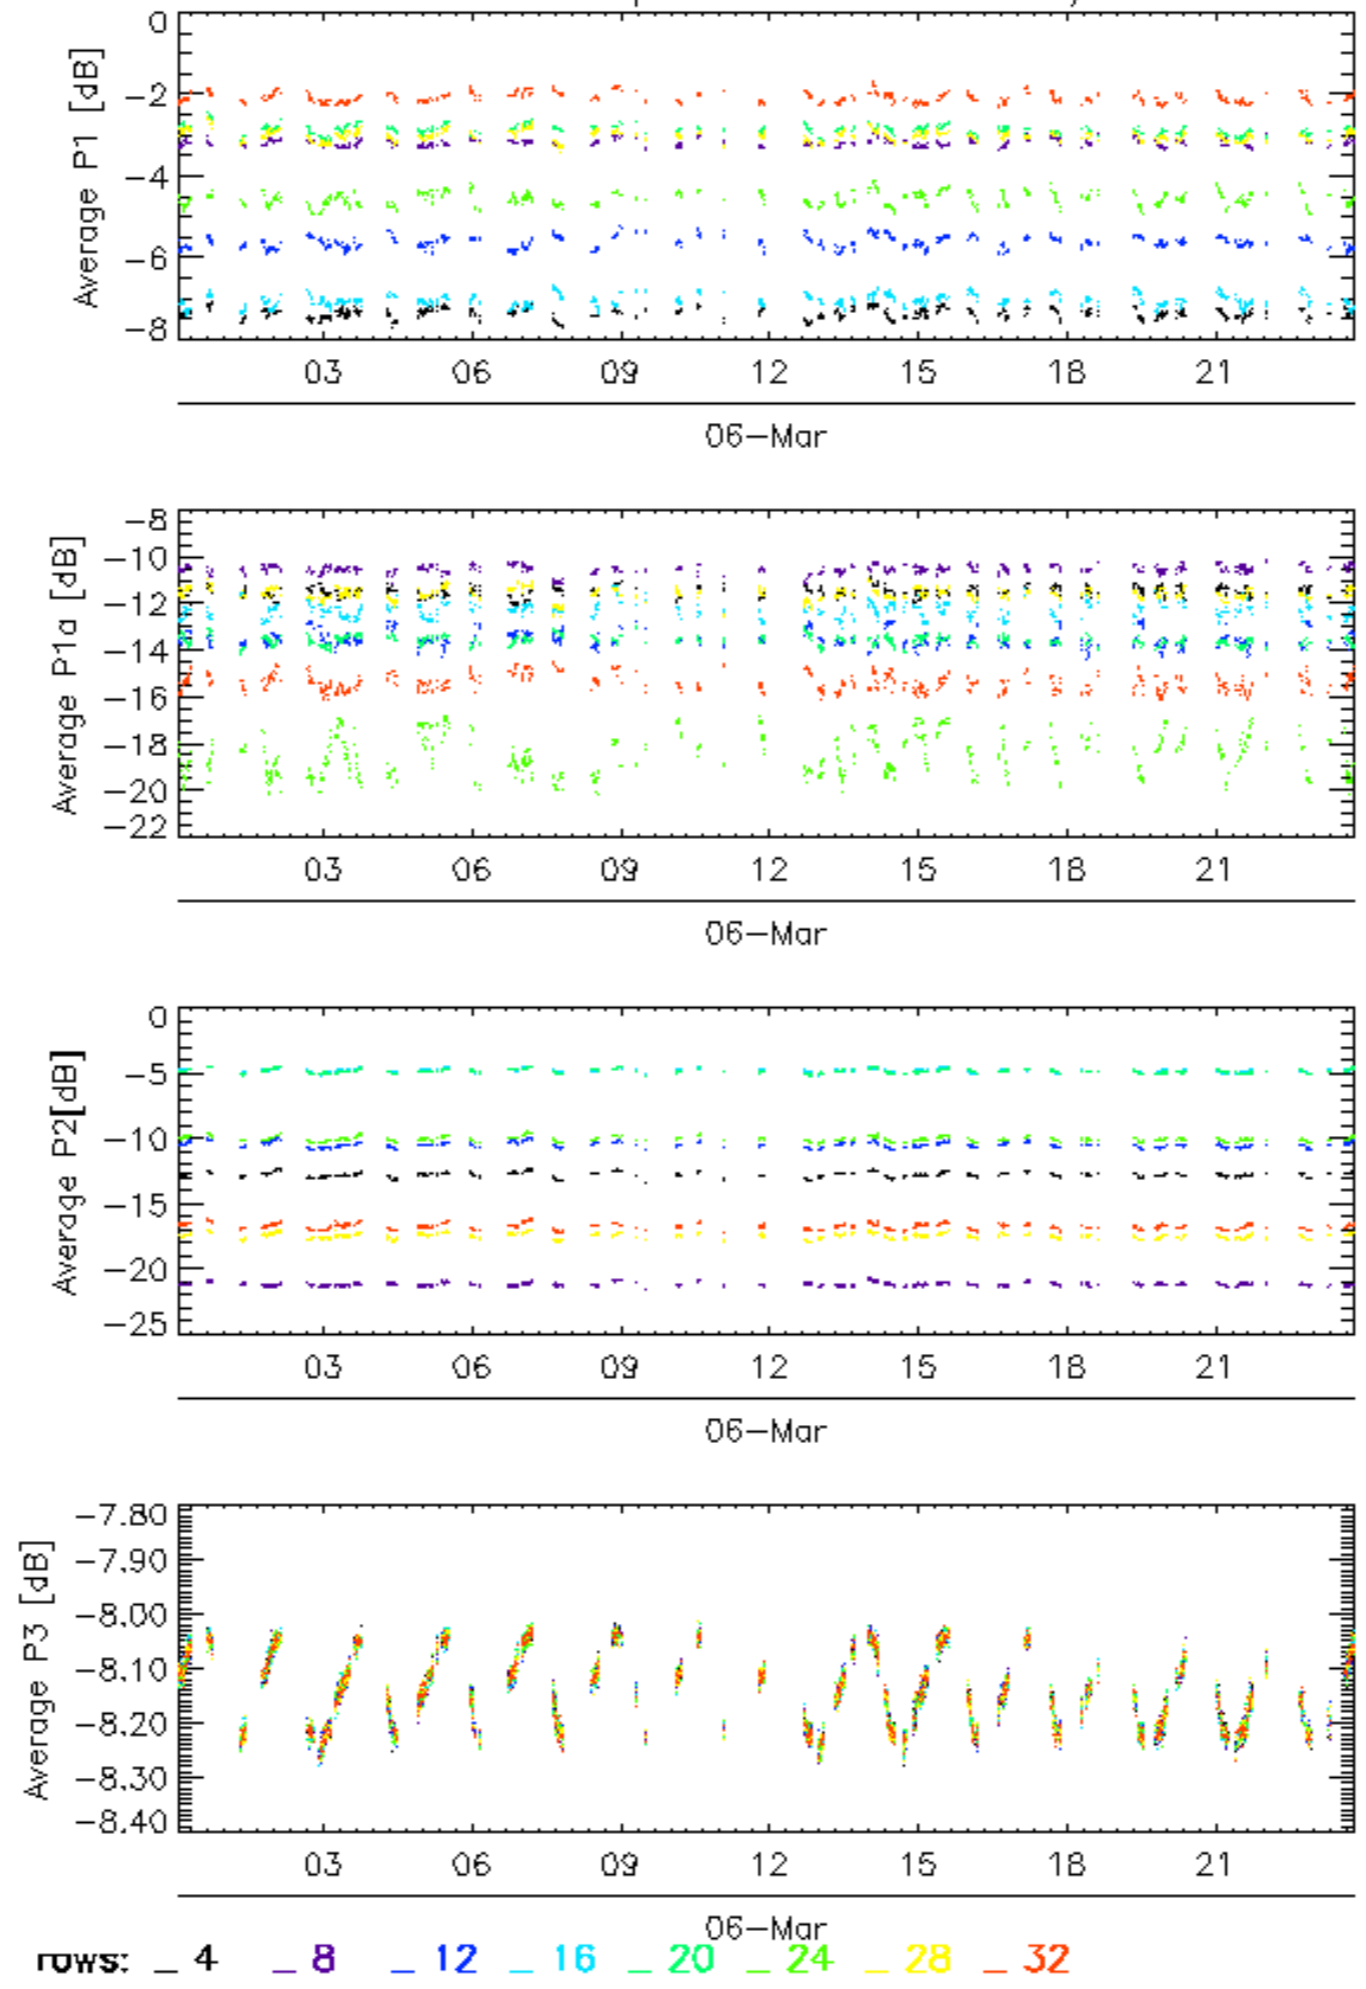 0
−2
−4
−6
−8
Average P1 [dB]
03 06 09 12 15 18 21
06−Mar
−8
−10
−12
−14
−16
−18
−20
−22
Average P1a [dB]
03 06 09 12 15 18 21
06−Mar
0
−5
−10
−15
−20
−25
Average P2[dB]
03 06 09 12 15 18 21
06−Mar
−7.80
−7.90
−8.00
−8.10
−8.20
−8.30
−8.40
Average P3 [dB]
03 06 09 12 15 18 21
06−Mar
rows: _ 4 _ 8 _ 12 _ 16 _ 20 _ 24 _ 28 _ 32